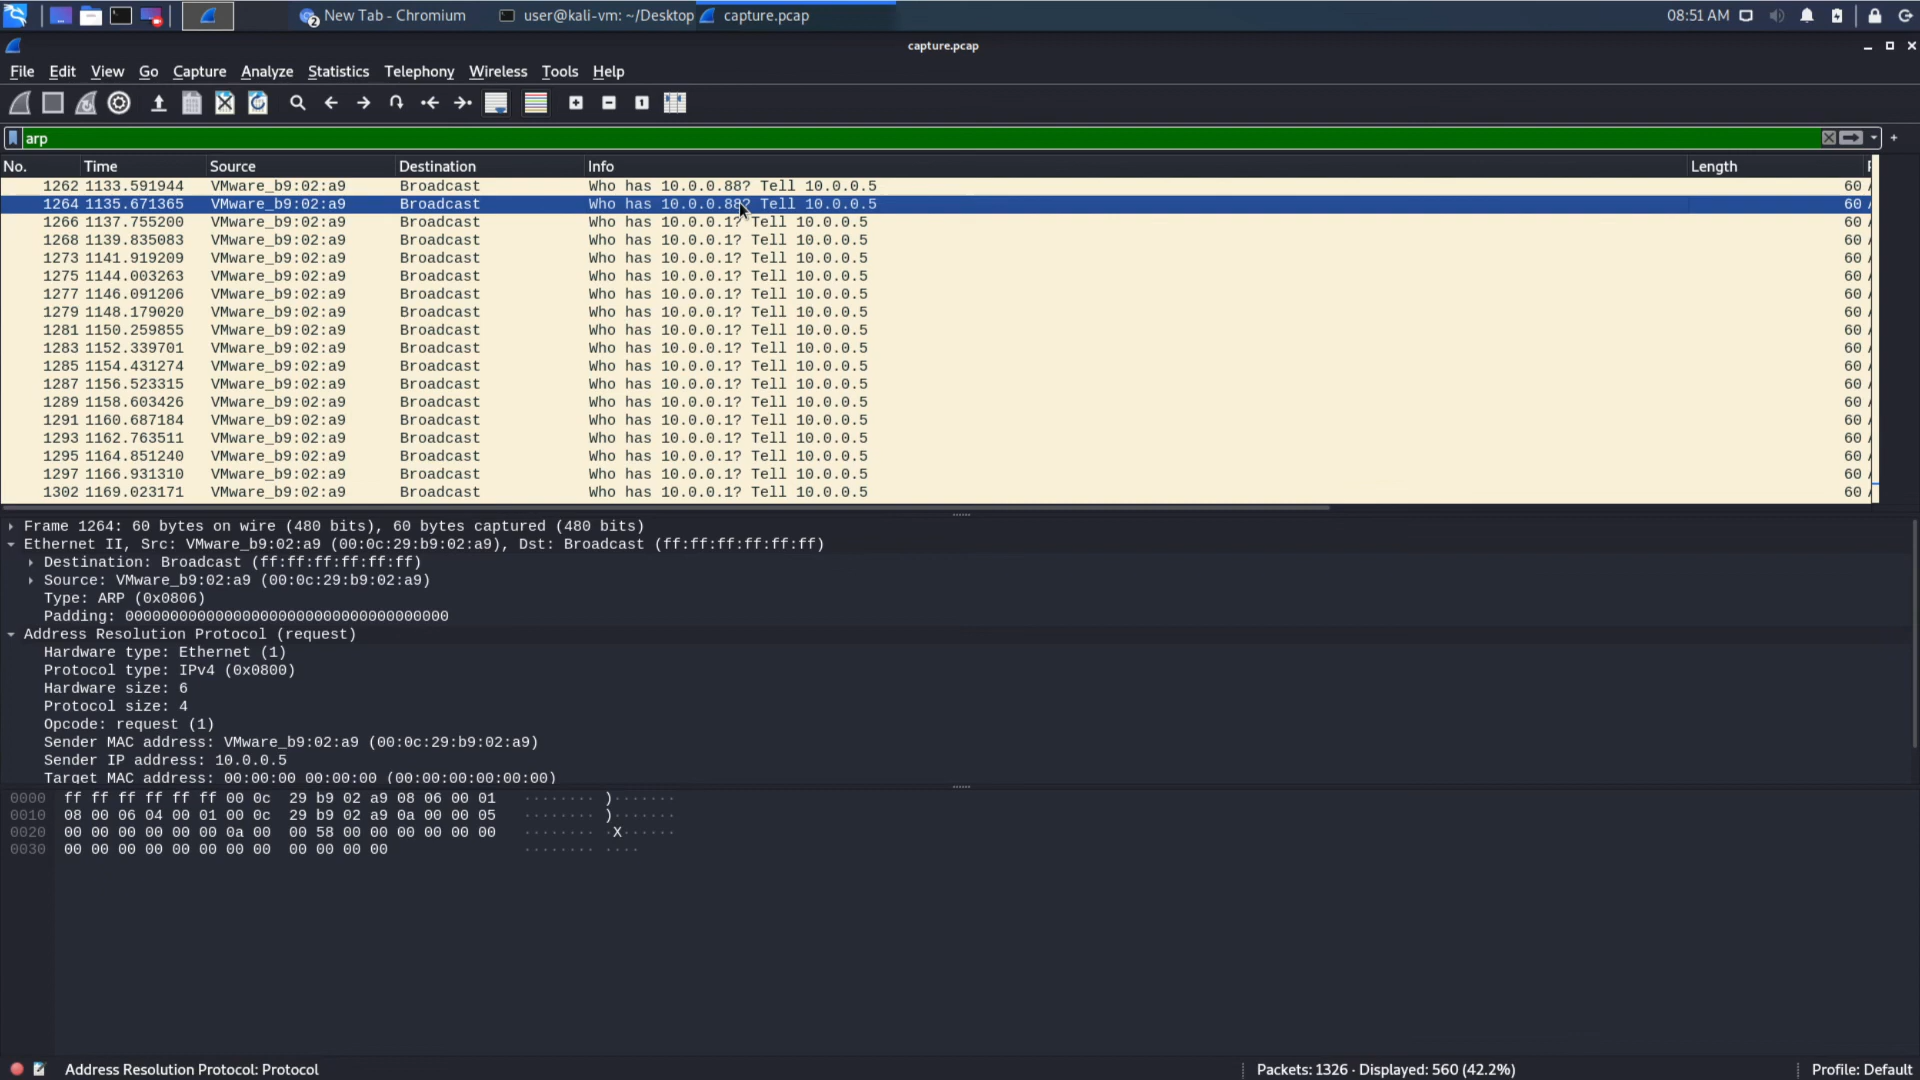 2
New Tab - Chromium
user@kali-vm: ~/Desktop
capture.pcap
08:51 AM
capture.pcap
File Edit View Go Capture Analyze Statistics Telephony Wireless Tools Help
arp
No. Time Source Destination Info Length
1262 1133.591944 VMware_b9:02:a9 Broadcast Who has 10.0.0.88? Tell 10.0.0.5 60
1264 1135.671365 VMware_b9:02:a9 Broadcast Who has 10.0.0.88? Tell 10.0.0.5 60
1266 1137.755200 VMware_b9:02:a9 Broadcast Who has 10.0.0.1? Tell 10.0.0.5 60
1268 1139.835083 VMware_b9:02:a9 Broadcast Who has 10.0.0.1? Tell 10.0.0.5 60
1273 1141.919209 VMware_b9:02:a9 Broadcast Who has 10.0.0.1? Tell 10.0.0.5 60
1275 1144.003263 VMware_b9:02:a9 Broadcast Who has 10.0.0.1? Tell 10.0.0.5 60
1277 1146.091206 VMware_b9:02:a9 Broadcast Who has 10.0.0.1? Tell 10.0.0.5 60
1279 1148.179020 VMware_b9:02:a9 Broadcast Who has 10.0.0.1? Tell 10.0.0.5 60
1281 1150.259855 VMware_b9:02:a9 Broadcast Who has 10.0.0.1? Tell 10.0.0.5 60
1283 1152.339701 VMware_b9:02:a9 Broadcast Who has 10.0.0.1? Tell 10.0.0.5 60
1285 1154.431274 VMware_b9:02:a9 Broadcast Who has 10.0.0.1? Tell 10.0.0.5 60
1287 1156.523315 VMware_b9:02:a9 Broadcast Who has 10.0.0.1? Tell 10.0.0.5 60
1289 1158.603426 VMware_b9:02:a9 Broadcast Who has 10.0.0.1? Tell 10.0.0.5 60
1291 1160.687184 VMware_b9:02:a9 Broadcast Who has 10.0.0.1? Tell 10.0.0.5 60
1293 1162.763511 VMware_b9:02:a9 Broadcast Who has 10.0.0.1? Tell 10.0.0.5 60
1295 1164.851240 VMware_b9:02:a9 Broadcast Who has 10.0.0.1? Tell 10.0.0.5 60
1297 1166.931310 VMware_b9:02:a9 Broadcast Who has 10.0.0.1? Tell 10.0.0.5 60
1302 1169.023171 VMware_b9:02:a9 Broadcast Who has 10.0.0.1? Tell 10.0.0.5 60
Frame 1264: 60 bytes on wire (480 bits), 60 bytes captured (480 bits)
Ethernet II, Src: VMware_b9:02:a9 (00:0c:29:b9:02:a9), Dst: Broadcast (ff:ff:ff:ff:ff:ff)
Destination: Broadcast (ff:ff:ff:ff:ff:ff)
Source: VMware_b9:02:a9 (00:0c:29:b9:02:a9)
Type: ARP (0x0806)
Padding: 000000000000000000000000000000000000
Address Resolution Protocol (request)
Hardware type: Ethernet (1)
Protocol type: IPv4 (0x0800)
Hardware size: 6
Protocol size: 4
Opcode: request (1)
Sender MAC address: VMware_b9:02:a9 (00:0c:29:b9:02:a9)
Sender IP address: 10.0.0.5
Target MAC address: 00:00:00 00:00:00 (00:00:00:00:00:00)
0000 ff ff ff ff ff ff 00 0c 29 b9 02 a9 08 06 00 01 ········ )·······
0010 08 00 06 04 00 01 00 0c 29 b9 02 a9 0a 00 00 05 ········ )·······
0020 00 00 00 00 00 00 0a 00 00 58 00 00 00 00 00 00 ········ ·X······
0030 00 00 00 00 00 00 00 00 00 00 00 00 ········ ····
Address Resolution Protocol: Protocol
Packets: 1326 · Displayed: 560 (42.2%)
Profile: Default